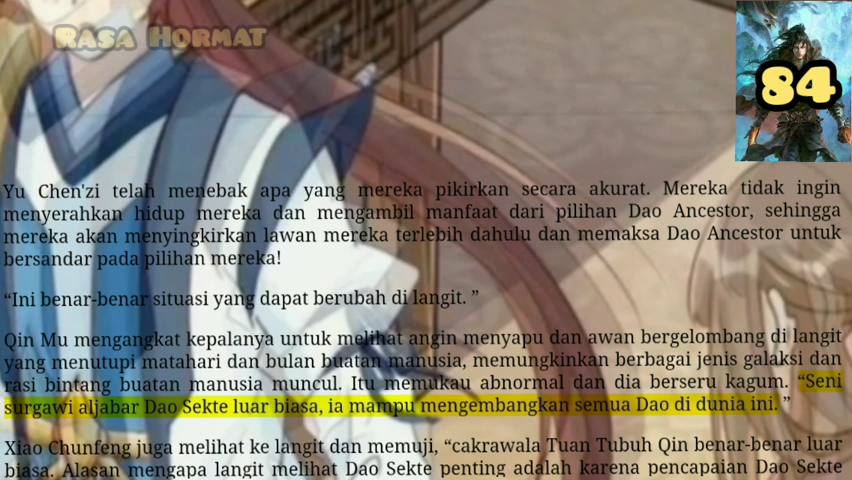 Rasa Hormat
84
Yu Chen'zi telah menebak apa yang mereka pikirkan secara akurat. Mereka tidak ingin
menyerahkan hidup mereka dan mengambil manfaat dari pilihan Dao Ancestor, sehingga
mereka akan menyingkirkan lawan mereka terlebih dahulu dan memaksa Dao Ancestor untuk
bersandar pada pilihan mereka!
“Ini benar-benar situasi yang dapat berubah di langit. ”
Qin Mu mengangkat kepalanya untuk melihat angin menyapu dan awan bergelombang di langit
yang menutupi matahari dan bulan buatan manusia, memungkinkan berbagai jenis galaksi dan
rasi bintang buatan manusia muncul. Itu memukau abnormal dan dia berseru kagum. “Seni
surgawi aljabar Dao Sekte luar biasa, ia mampu mengembangkan semua Dao di dunia ini. ”
Xiao Chunfeng juga melihat ke langit dan memuji, “cakrawala Tuan Tubuh Qin benar-benar luar
biasa. Alasan mengapa langit melihat Dao Sekte penting adalah karena pencapaian Dao Sekte